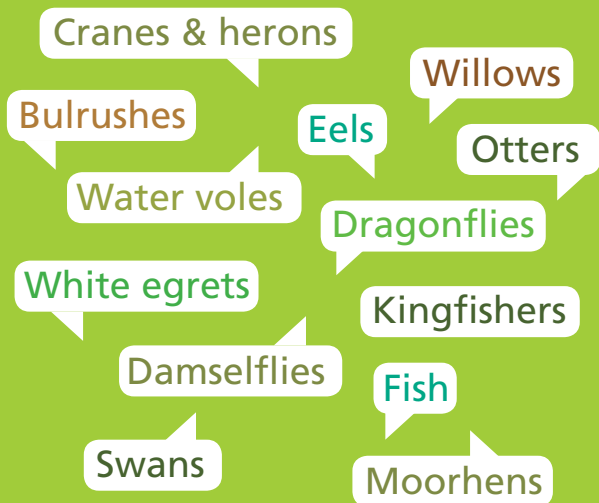 Cranes & herons
Willows
Bulrushes
Eels
Otters
Water voles
Dragonflies
White egrets
Kingfishers
Damselflies
Fish
Swans
Moorhens